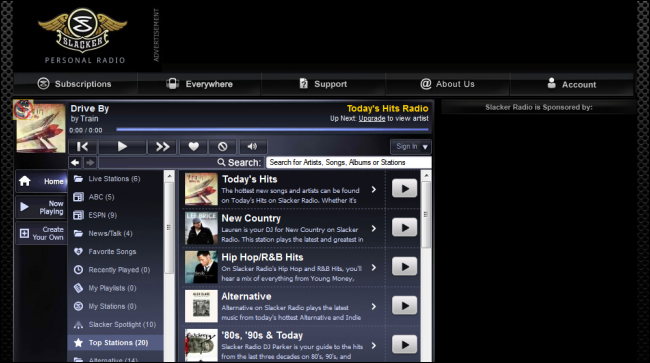 SLACKER
PERSONAL RADIO
ADVERTISEMENT
Subscriptions
Everywhere
Support
About Us
Account
Drive By
by Train
0:00 / 0:00
Today's Hits Radio
Up Next: Upgrade to view artist
Slacker Radio is Sponsored by:
Sign In
Search:
Search for Artists, Songs, Albums or Stations
Home
Now
Playing
Create
Your Own
Live Stations (6)
ABC (5)
ESPN (9)
News/Talk (4)
Favorite Songs
Recently Played (0)
My Playlists (0)
My Stations (0)
Slacker Spotlight (10)
Top Stations (20)
Alternative (14)
Today's Hits
The hottest new songs and artists can be found
on Today's Hits on Slacker Radio. Whether it's
LEE BRICE
New Country
Lauren is your DJ for New Country on Slacker
Radio. This station plays the latest and greatest in
Hip Hop/R&B Hits
On Slacker Radio's Hip Hop and R&B Hits, you'll
hear a mix of everything from Young Money,
Alternative
Alternative on Slacker Radio plays the latest
music from today's hottest Alternative and Indie
'80s, '90s & Today
Slacker Radio DJ Parker is your guide to the hits
from the last three decades on 80's, 90's, and